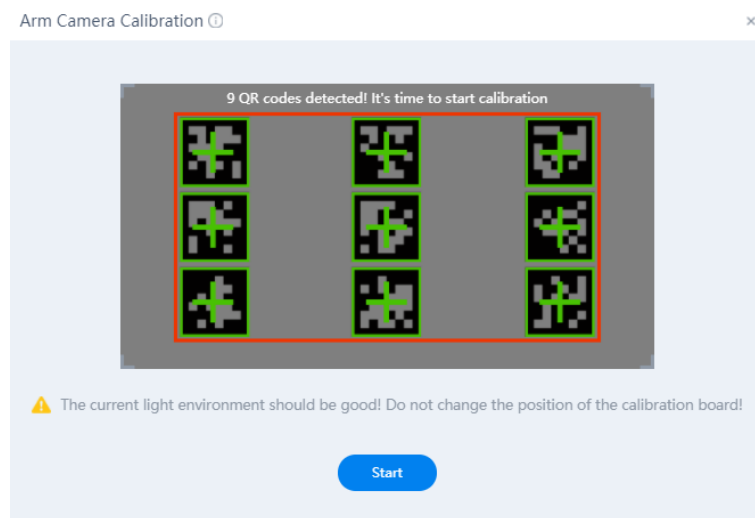 Arm Camera Calibration
9 QR codes detected! It's time to start calibration
The current light environment should be good! Do not change the position of the calibration board!
Start